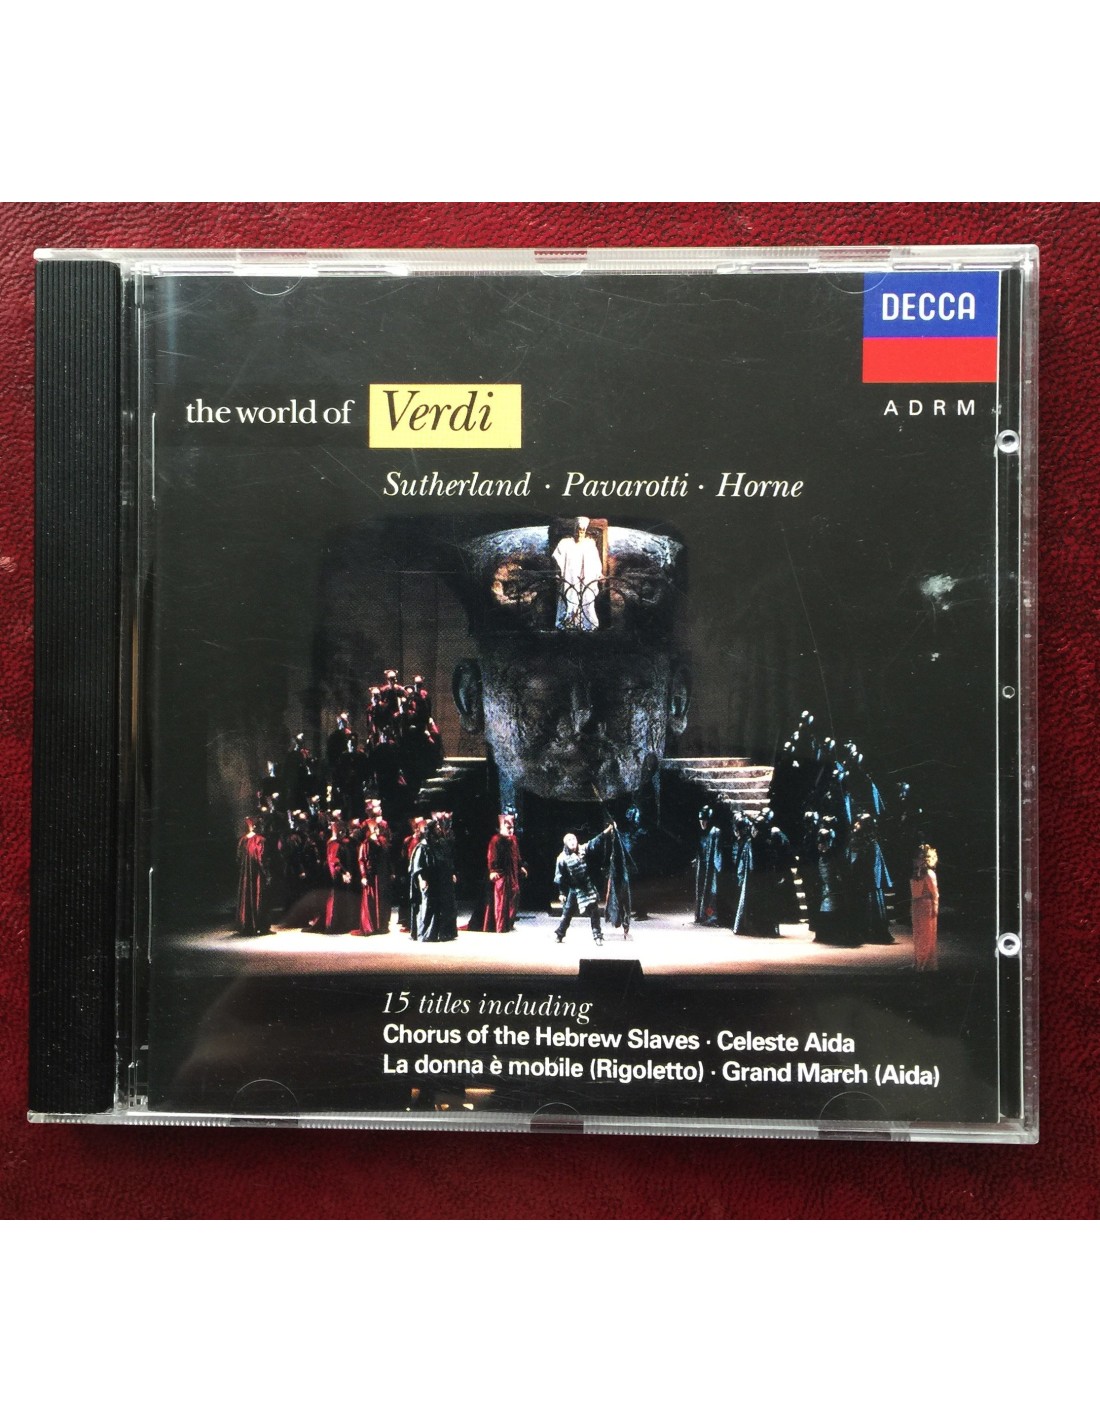 DECCA
ADRM
the world of Verdi
Sutherland · Pavarotti · Horne
15 titles including
Chorus of the Hebrew Slaves · Celeste Aida
La donna è mobile (Rigoletto) · Grand March (Aida)